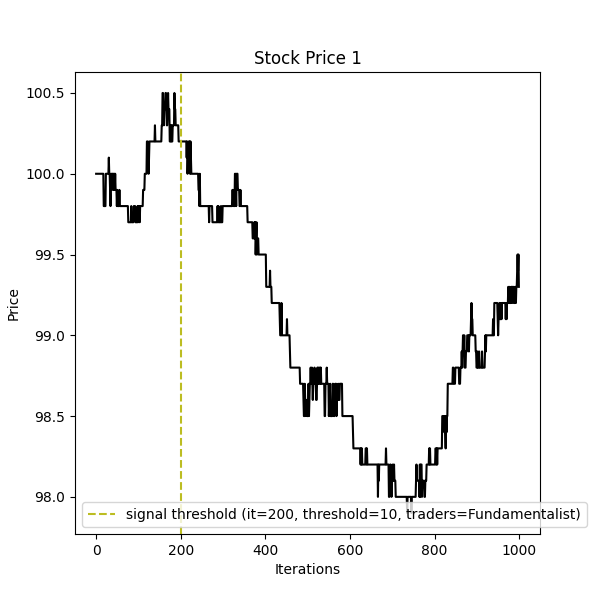 Stock Price 1
100.5
100.0
99.5
99.0
98.5
98.0
Price
signal threshold (it=200, threshold=10, traders=Fundamentalist)
0 200 400 600 800 1000
Iterations